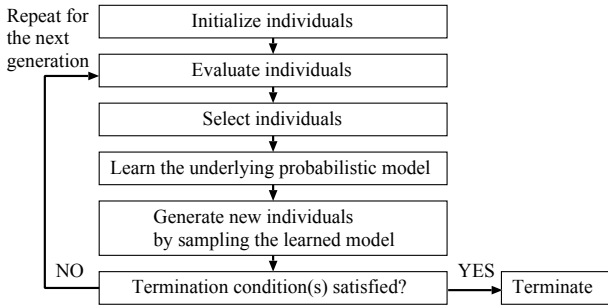 Repeat for
the next
generation
Initialize individuals
Evaluate individuals
Select individuals
Learn the underlying probabilistic model
Generate new individuals
by sampling the learned model
NO
Termination condition(s) satisfied?
YES
Terminate